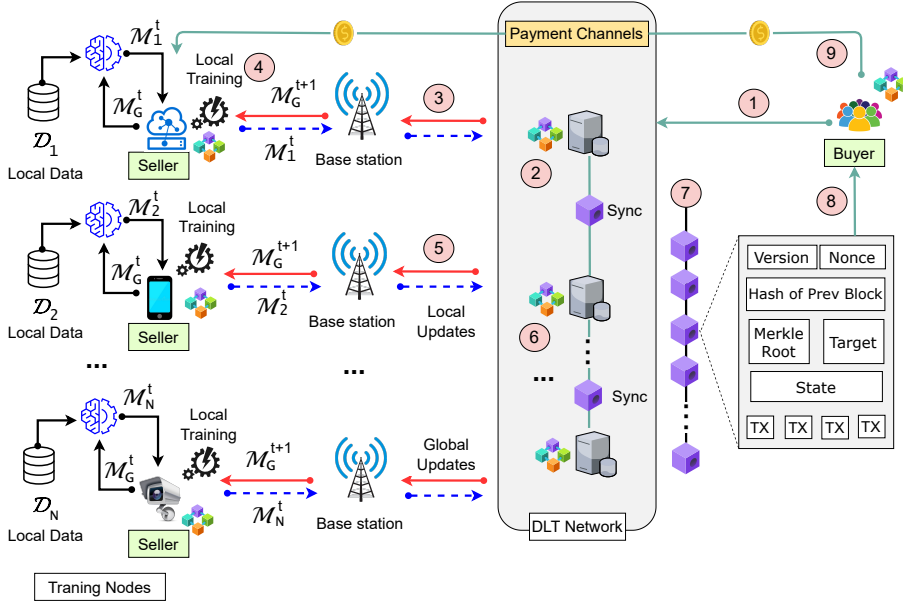 Payment Channels
$
$
9
M_1^t
Local
Training
4
M_G^{t+1}
3
1
M_G^t
M_1^t
D_1
Local Data
Seller
Base station
2
Buyer
M_2^t
Local
Training
Sync
7
8
M_G^{t+1}
5
M_G^t
M_2^t
D_2
Local Data
Seller
Base station
Local
Updates
6
Version
Nonce
Hash of Prev Block
Merkle
Root
Target
State
TX
TX
TX
TX
...
...
...
Sync
M_N^t
Local
Training
M_G^{t+1}
Global
Updates
M_G^t
M_N^t
D_N
Local Data
Seller
Base station
DLT Network
Traning Nodes